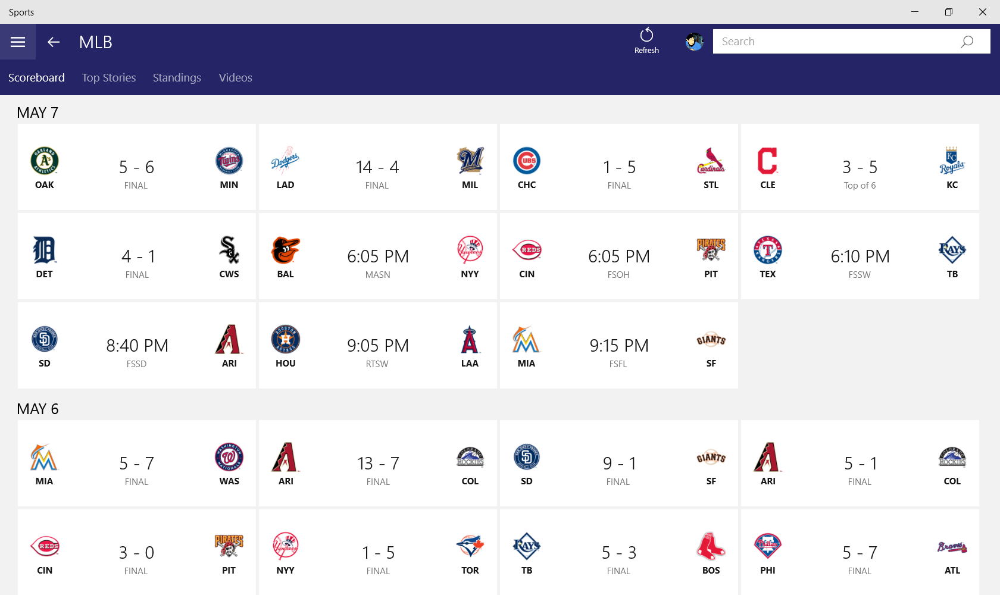 Sports
MLB
Refresh
Search
Scoreboard Top Stories Standings Videos
MAY 7
OAK 5 - 6 FINAL MIN
LAD 14 - 4 FINAL MIL
CHC 1 - 5 FINAL STL
CLE 3 - 5 Top of 6 KC
DET 4 - 1 FINAL CWS
BAL 6:05 PM MASN NYY
CIN 6:05 PM FSOH PIT
TEX 6:10 PM FSSW TB
SD 8:40 PM FSSD ARI
HOU 9:05 PM RTSW LAA
MIA 9:15 PM FSFL SF
MAY 6
MIA 5 - 7 FINAL WAS
ARI 13 - 7 FINAL COL
SD 9 - 1 FINAL SF
ARI 5 - 1 FINAL COL
CIN 3 - 0 FINAL PIT
NYY 1 - 5 FINAL TOR
TB 5 - 3 FINAL BOS
PHI 5 - 7 FINAL ATL